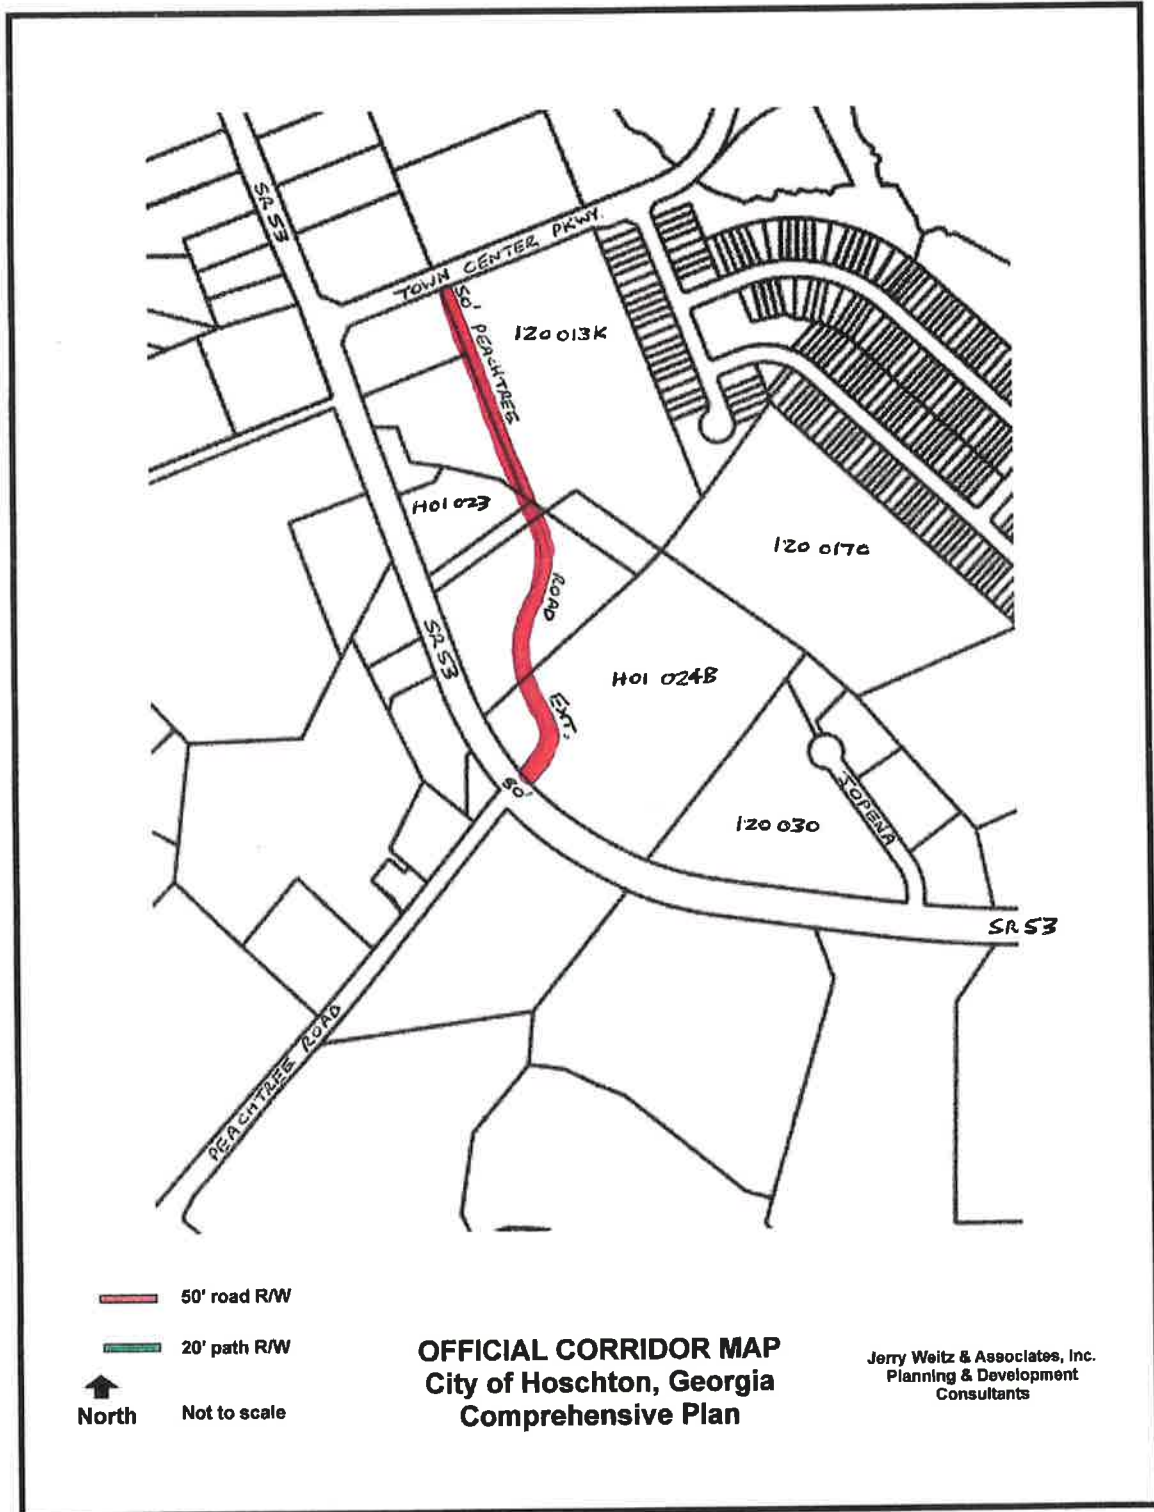 SR 53
TOWN CENTER PKWY.
50'
PEACHTREE
120 013K
H01 023
120 017C
ROAD
SR 53
H01 024B
EXT.
50'
120 030
JOPENA
SR 53
PEACHTREE ROAD
50' road R/W
20' path R/W
North
Not to scale
OFFICIAL CORRIDOR MAP
City of Hoschton, Georgia
Comprehensive Plan
Jerry Weitz & Associates, Inc.
Planning & Development
Consultants